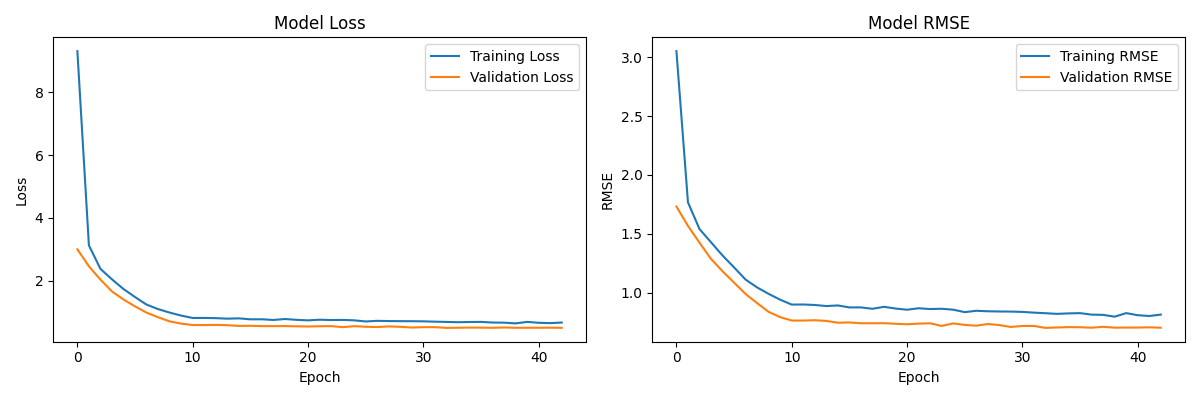 Model Loss
Training Loss
Validation Loss
8
6
4
2
Loss
0
10
20
30
40
Epoch
Model RMSE
Training RMSE
Validation RMSE
3.0
2.5
2.0
1.5
1.0
RMSE
0
10
20
30
40
Epoch